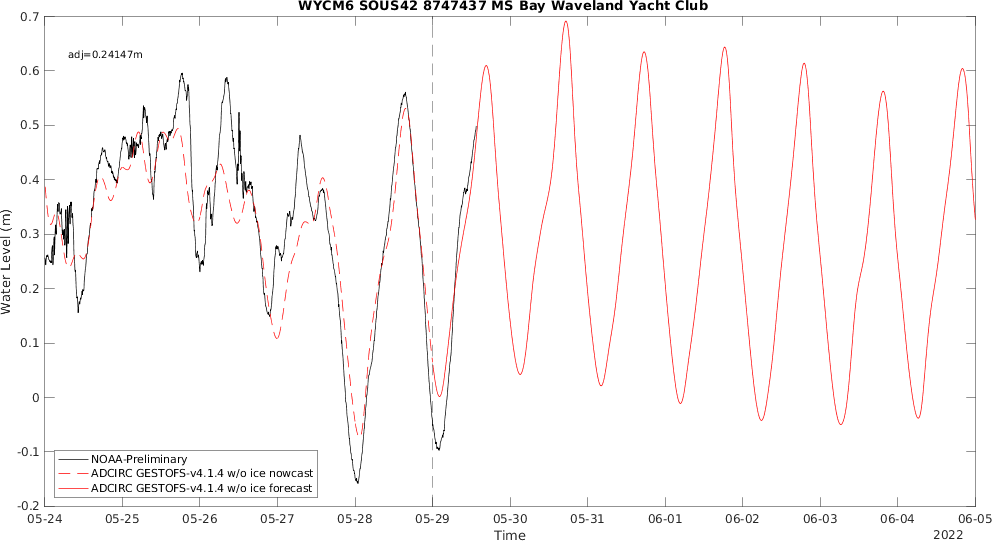 WYCM6 SOUS42 8747437 MS Bay Waveland Yacht Club
adj=0.24147m
0.7
0.6
0.5
0.4
0.3
0.2
0.1
0
-0.1
-0.2
Water Level (m)
NOAA-Preliminary
ADCIRC GESTOFS-v4.1.4 w/o ice nowcast
ADCIRC GESTOFS-v4.1.4 w/o ice forecast
05-24 05-25 05-26 05-27 05-28 05-29 05-30 05-31 06-01 06-02 06-03 06-04 06-05
Time
2022